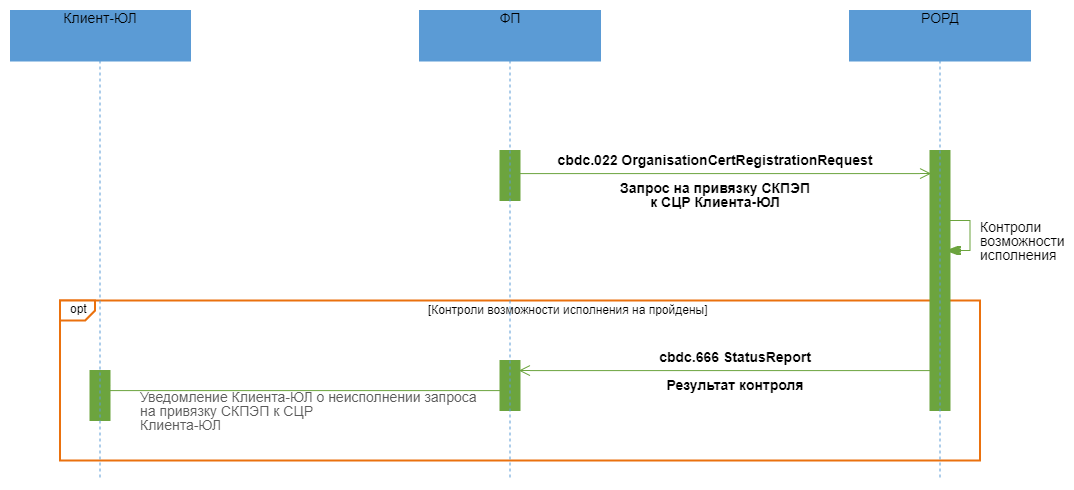 Клиент-ЮЛ
ФП
РОРД
cbdc.022 OrganisationCertRegistrationRequest
Запрос на привязку СКПЭП
к СЦР Клиента-ЮЛ
Контроли
возможности
исполнения
opt
[Контроли возможности исполнения на пройдены]
cbdc.666 StatusReport
Результат контроля
Уведомление Клиента-ЮЛ о неисполнении запроса
на привязку СКПЭП к СЦР
Клиента-ЮЛ